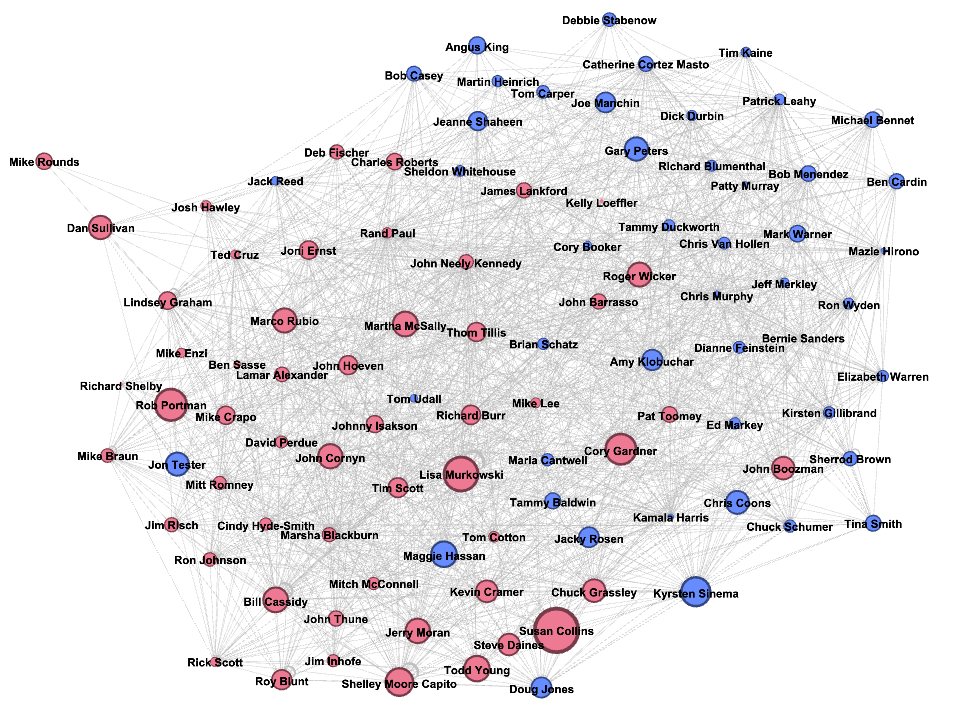 Debbie Stabenow
Angus King
Tim Kaine
Catherine Cortez Masto
Bob Casey
Martin Heinrich
Tom Carper
Joe Manchin
Patrick Leahy
Dick Durbin
Jeanne Shaheen
Michael Bennet
Deb Fischer
Gary Peters
Mike Rounds
Charles Roberts
Richard Blumenthal
Sheldon Whitehouse
Bob Menendez
Jack Reed
Patty Murray
Ben Cardin
James Lankford
Kelly Loeffler
Josh Hawley
Dan Sullivan
Tammy Duckworth
Rand Paul
Mark Warner
Chris Van Hollen
Cory Booker
Joni Ernst
Mazie Hirono
Ted Cruz
John Neely Kennedy
Roger Wicker
Jeff Merkley
Chris Murphy
Lindsey Graham
John Barrasso
Ron Wyden
Marco Rubio
Martha McSally
Thom Tillis
Bernie Sanders
Brian Schatz
Dianne Feinstein
Mike Enzi
Amy Klobuchar
Ben Sasse
John Hoeven
Lamar Alexander
Elizabeth Warren
Richard Shelby
Tom Udall
Rob Portman
Mike Lee
Mike Crapo
Richard Burr
Pat Toomey
Kirsten Gillibrand
Johnny Isakson
Ed Markey
David Perdue
Cory Gardner
Mike Braun
John Cornyn
Maria Cantwell
Sherrod Brown
Jon Tester
John Boozman
Lisa Murkowski
Mitt Romney
Tim Scott
Tammy Baldwin
Chris Coons
Kamala Harris
Jim Risch
Cindy Hyde-Smith
Tina Smith
Chuck Schumer
Marsha Blackburn
Tom Cotton
Jacky Rosen
Maggie Hassan
Ron Johnson
Mitch McConnell
Kevin Cramer
Chuck Grassley
Kyrsten Sinema
Bill Cassidy
John Thune
Jerry Moran
Susan Collins
Steve Daines
Rick Scott
Jim Inhofe
Todd Young
Roy Blunt
Shelley Moore Capito
Doug Jones